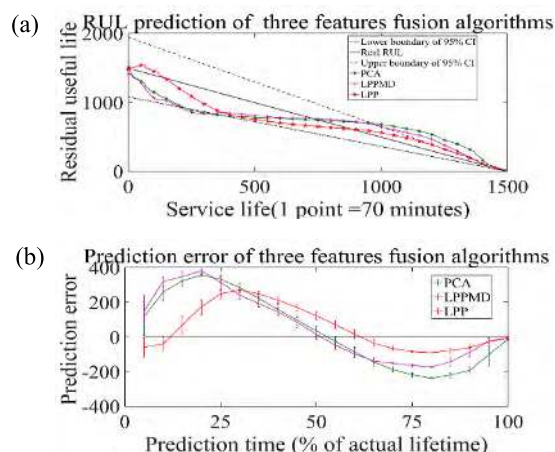 (a)
RUL prediction of three features fusion algorithms
Residual useful life
2000
1000
0
Lower boundary of 95% CI
Real RUL
Upper boundary of 95% CI
PCA
LPPMD
LPP
0 500 1000 1500
Service life(1 point =70 minutes)
(b)
Prediction error of three features fusion algorithms
Prediction error
400
200
0
-200
-400
PCA
LPPMD
LPP
0 25 50 75 100
Prediction time (% of actual lifetime)